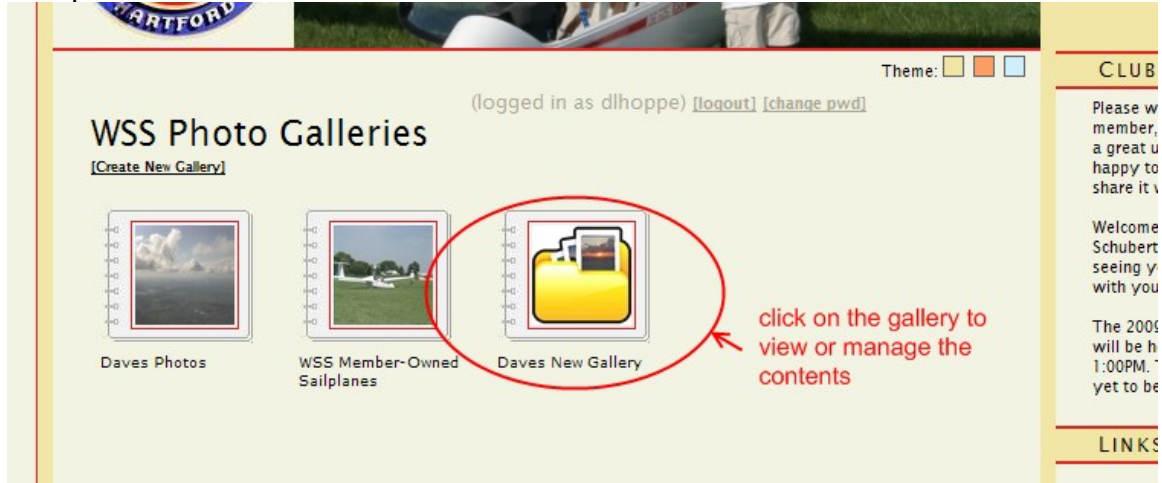 HARTFORD
Theme:
(logged in as dlhoppe) [logout] [change pwd]
WSS Photo Galleries
[Create New Gallery]
Daves Photos
WSS Member-Owned
Sailplanes
Daves New Gallery
click on the gallery to
view or manage the
contents
CLUB
Please w
member,
a great u
happy to
share it
Welcome
Schubert
seeing y
with you
The 2009
will be h
1:00PM.
yet to be
LINKS